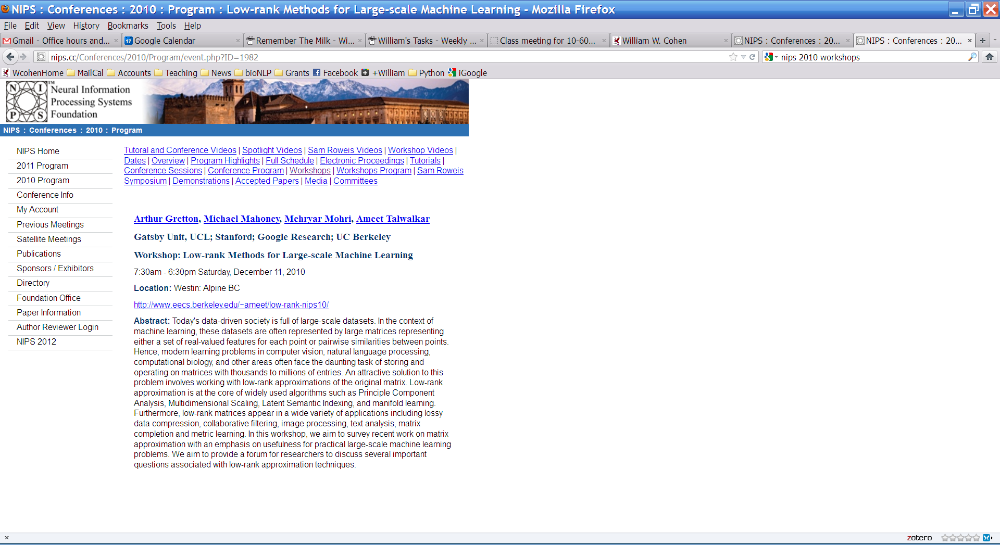 NIPS : Conferences : 2010 : Program : Low-rank Methods for Large-scale Machine Learning - Mozilla Firefox
File Edit View History Bookmarks Tools Help
Gmail - Office hours and... × 17 Google Calendar × Remember The Milk - Wi... × William's Tasks - Weekly ... × Class meeting for 10-60... × William W. Cohen × NIPS : Conferences : 20... × NIPS : Conferences : 20... × +
nips.cc/Conferences/2010/Program/event.php?ID=1982 nips 2010 workshops
WcohenHome MailCal Accounts Teaching News bioNLP Grants Facebook +William Python iGoogle
N I P S
TM
Neural Information
Processing Systems
Foundation
NIPS : Conferences : 2010 : Program
NIPS Home
2011 Program
2010 Program
Conference Info
My Account
Previous Meetings
Satellite Meetings
Publications
Sponsors / Exhibitors
Directory
Foundation Office
Paper Information
Author Reviewer Login
NIPS 2012
Tutoral and Conference Videos | Spotlight Videos | Sam Roweis Videos | Workshop Videos |
Dates | Overview | Program Highlights | Full Schedule | Electronic Proceedings | Tutorials |
Conference Sessions | Conference Program | Workshops | Workshops Program | Sam Roweis
Symposium | Demonstrations | Accepted Papers | Media | Committees
Arthur Gretton, Michael Mahoney, Mehryar Mohri, Ameet Talwalkar
Gatsby Unit, UCL; Stanford; Google Research; UC Berkeley
Workshop: Low-rank Methods for Large-scale Machine Learning
7:30am - 6:30pm Saturday, December 11, 2010
Location: Westin: Alpine BC
http://www.eecs.berkeley.edu/~ameet/low-rank-nips10/
Abstract: Today's data-driven society is full of large-scale datasets. In the context of
machine learning, these datasets are often represented by large matrices representing
either a set of real-valued features for each point or pairwise similarities between points.
Hence, modern learning problems in computer vision, natural language processing,
computational biology, and other areas often face the daunting task of storing and
operating on matrices with thousands to millions of entries. An attractive solution to this
problem involves working with low-rank approximations of the original matrix. Low-rank
approximation is at the core of widely used algorithms such as Principle Component
Analysis, Multidimensional Scaling, Latent Semantic Indexing, and manifold learning.
Furthermore, low-rank matrices appear in a wide variety of applications including lossy
data compression, collaborative filtering, image processing, text analysis, matrix
completion and metric learning. In this workshop, we aim to survey recent work on matrix
approximation with an emphasis on usefulness for practical large-scale machine learning
problems. We aim to provide a forum for researchers to discuss several important
questions associated with low-rank approximation techniques.
× zotero